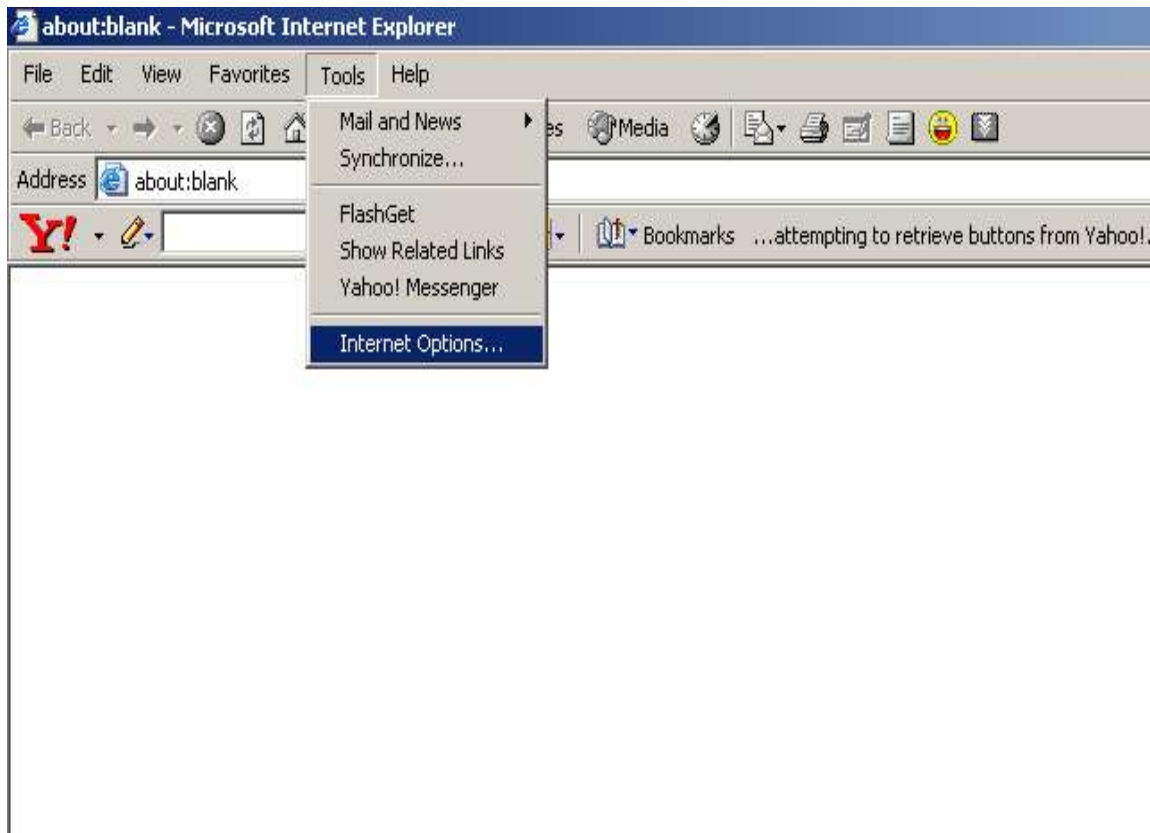 about:blank - Microsoft Internet Explorer
File Edit View Favorites Tools Help
Back Media
Address about:blank
Y! Bookmarks ...attempting to retrieve buttons from Yahoo!.
Mail and News
Synchronize...
FlashGet
Show Related Links
Yahoo! Messenger
Internet Options...